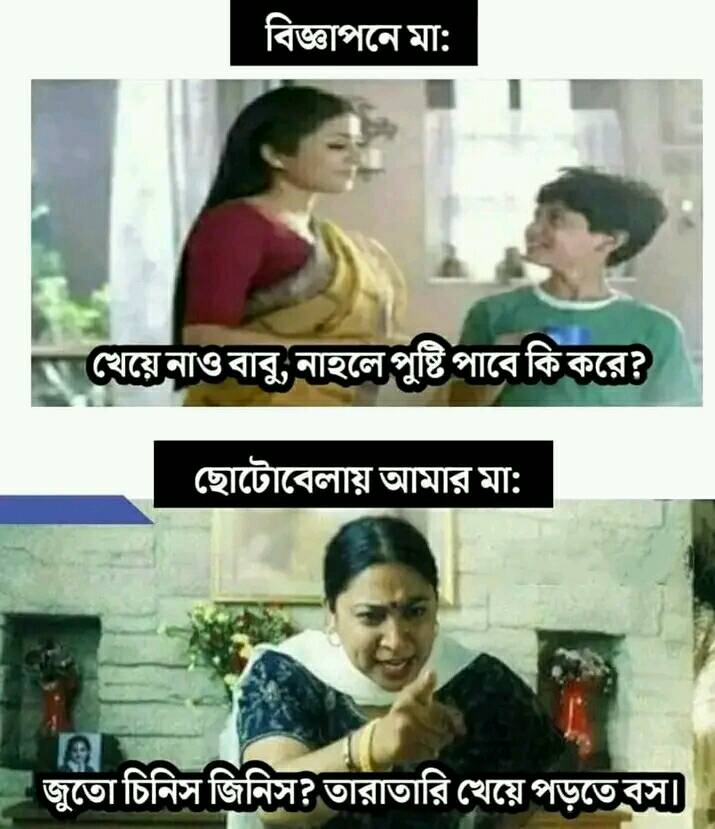 বিজ্ঞাপনে মা:
খেয়ে নাও বাবু, নাহলে পুষ্টি পাবে কি করে?
ছোটোবেলায় আমার মা:
জুতো চিনিস জিনিস? তারাতারি খেয়ে পড়তে বস।